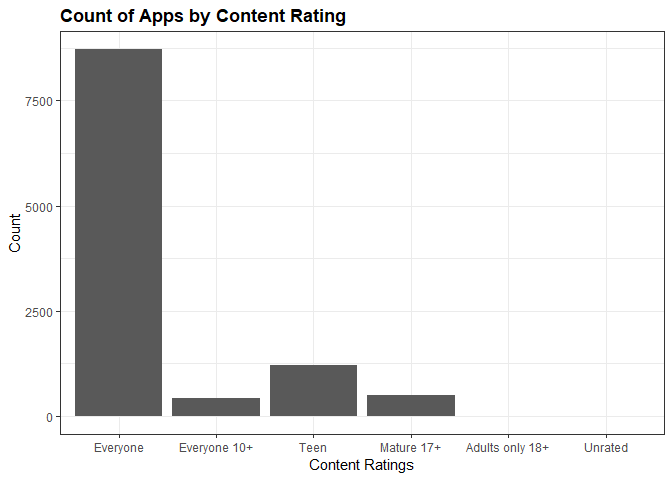 Count of Apps by Content Rating
Count
7500
5000
2500
0
Everyone
Everyone 10+
Teen
Mature 17+
Adults only 18+
Unrated
Content Ratings